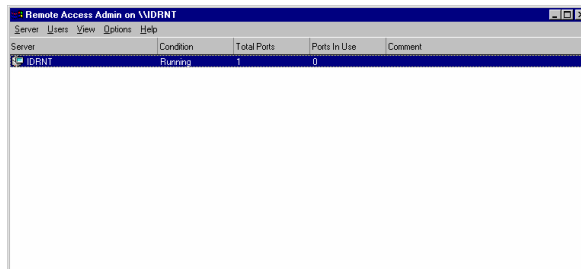 Remote Access Admin on \\IDRNT
Server Users View Options Help
Server Condition Total Ports Ports In Use Comment
IDRNT Running 1 0